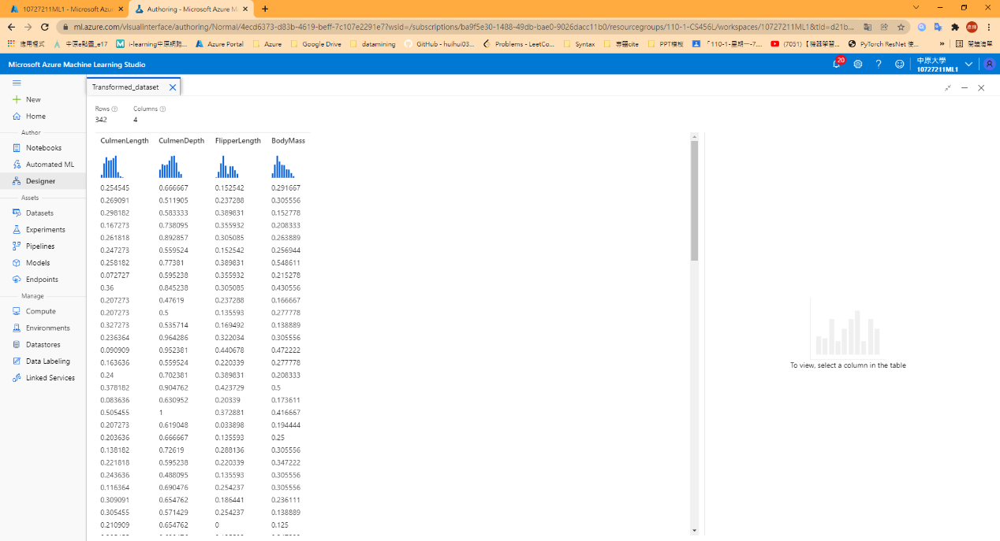 10727211ML1 - Microsoft Azur
Authoring - Microsoft Azure Ma
ml.azure.com/visualinterface/authoring/Normal/4ecd6373-d83b-4619-beff-7c107e2291e7?wsid=/subscriptions/ba9f5e30-1488-49db-bae0-9026dacc11b0/resourcegroups/110-1-CS456L/workspaces/10727211ML1&tid=d21b...
應用程式 中原e點靈_e17 i-learning中原網路... Azure Portal Azure Google Drive datamining GitHub - huihui03... Problems - LeetCo... Syntax 專題cite PPT模板 「110-1-星期一-7.... (7051) 【機器學習... PyTorch ResNet 使... » 閱讀清單
Microsoft Azure Machine Learning Studio 20 中原大學
10727211ML1
New
Home
Author
Notebooks
Automated ML
Designer
Assets
Datasets
Experiments
Pipelines
Models
Endpoints
Manage
Compute
Environments
Datastores
Data Labeling
Linked Services
Transformed_dataset
Rows Columns
342 4
CulmenLength CulmenDepth FlipperLength BodyMass
0.254545 0.666667 0.152542 0.291667
0.269091 0.511905 0.237288 0.305556
0.298182 0.583333 0.389831 0.152778
0.167273 0.738095 0.355932 0.208333
0.261818 0.892857 0.305085 0.263889
0.247273 0.559524 0.152542 0.256944
0.258182 0.77381 0.389831 0.548611
0.072727 0.595238 0.355932 0.215278
0.36 0.845238 0.305085 0.430556
0.207273 0.47619 0.237288 0.166667
0.207273 0.5 0.135593 0.277778
0.327273 0.535714 0.169492 0.138889
0.236364 0.964286 0.322034 0.305556
0.090909 0.952381 0.440678 0.472222
0.163636 0.559524 0.220339 0.277778
0.24 0.702381 0.389831 0.208333
0.378182 0.904762 0.423729 0.5
0.083636 0.630952 0.20339 0.173611
0.505455 1 0.372881 0.416667
0.207273 0.619048 0.033898 0.194444
0.203636 0.666667 0.135593 0.25
0.138182 0.72619 0.288136 0.305556
0.221818 0.595238 0.220339 0.347222
0.243636 0.488095 0.135593 0.305556
0.116364 0.690476 0.254237 0.305556
0.309091 0.654762 0.186441 0.236111
0.305455 0.571429 0.254237 0.138889
0.210909 0.654762 0 0.125
To view, select a column in the table